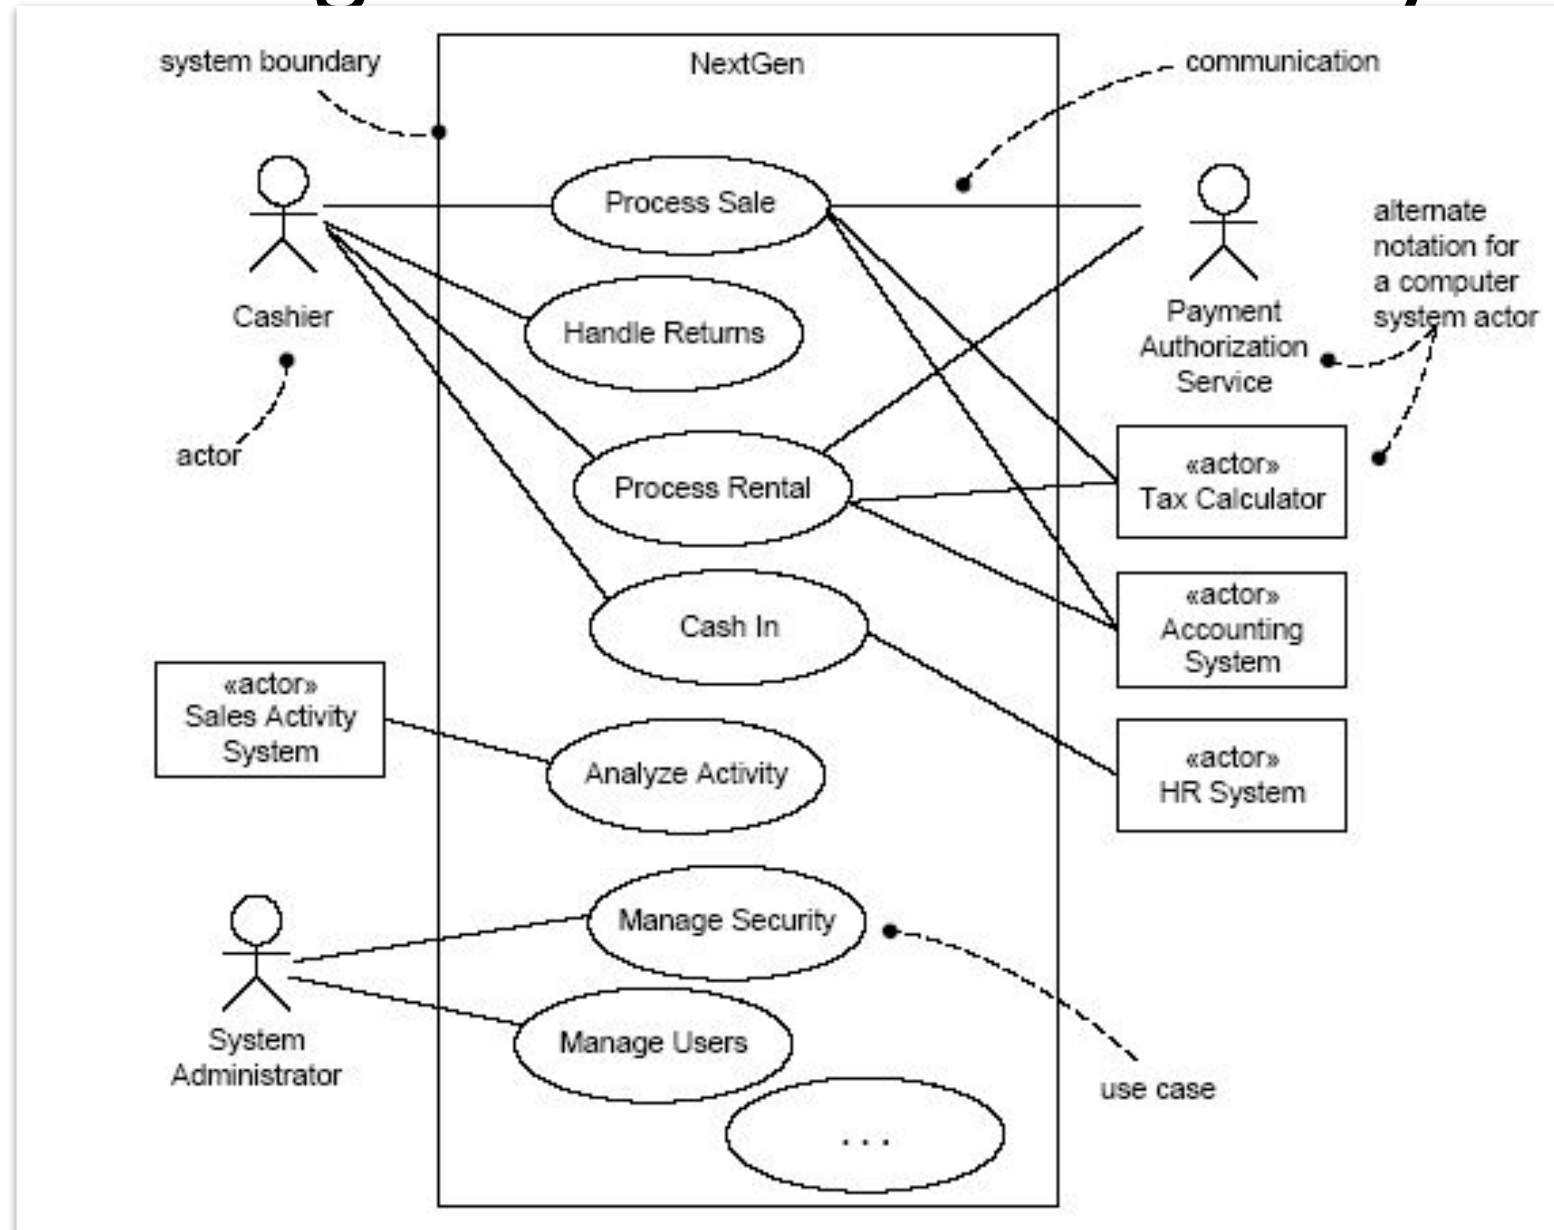 system boundary
NextGen
communication
Process Sale
alternate
notation for
a computer
system actor
Cashier
Handle Returns
Payment
Authorization
Service
actor
Process Rental
«actor»
Tax Calculator
«actor»
Accounting
System
Cash In
«actor»
Sales Activity
System
Analyze Activity
«actor»
HR System
Manage Security
System
Administrator
Manage Users
use case
. . .